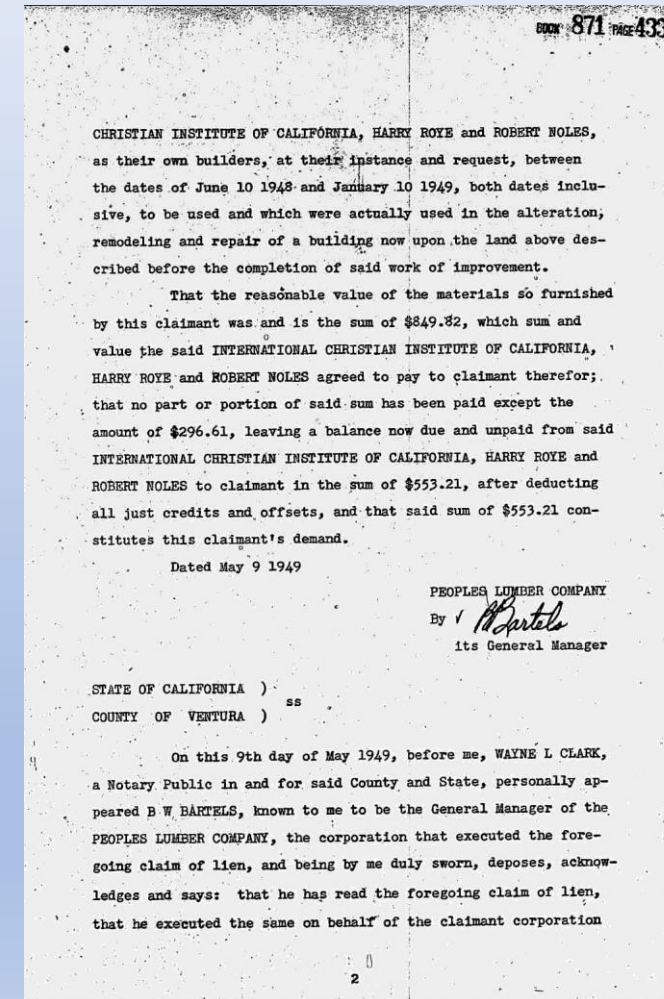 BOOK 871 PAGE 433
CHRISTIAN INSTITUTE OF CALIFORNIA, HARRY ROYE and ROBERT NOLES,
as their own builders, at their instance and request, between
the dates of June 10 1948 and January 10 1949, both dates inclu-
sive, to be used and which were actually used in the alteration,
remodeling and repair of a building now upon the land above des-
cribed before the completion of said work of improvement.
That the reasonable value of the materials so furnished
by this claimant was and is the sum of $849.82, which sum and
value the said INTERNATIONAL CHRISTIAN INSTITUTE OF CALIFORNIA,
HARRY ROYE and ROBERT NOLES agreed to pay to claimant therefor;
that no part or portion of said sum has been paid except the
amount of $296.61, leaving a balance now due and unpaid from said
INTERNATIONAL CHRISTIAN INSTITUTE OF CALIFORNIA, HARRY ROYE and
ROBERT NOLES to claimant in the sum of $553.21, after deducting
all just credits and offsets, and that said sum of $553.21 con-
stitutes this claimant's demand.
Dated May 9 1949
PEOPLES LUMBER COMPANY
By √ BWBartels
its General Manager
STATE OF CALIFORNIA )
ss
COUNTY OF VENTURA )
On this 9th day of May 1949, before me, WAYNE L CLARK,
a Notary Public in and for said County and State, personally ap-
peared B W BARTELS, known to me to be the General Manager of the
PEOPLES LUMBER COMPANY, the corporation that executed the fore-
going claim of lien, and being by me duly sworn, deposes, acknow-
ledges and says: that he has read the foregoing claim of lien,
that he executed the same on behalf of the claimant corporation
2